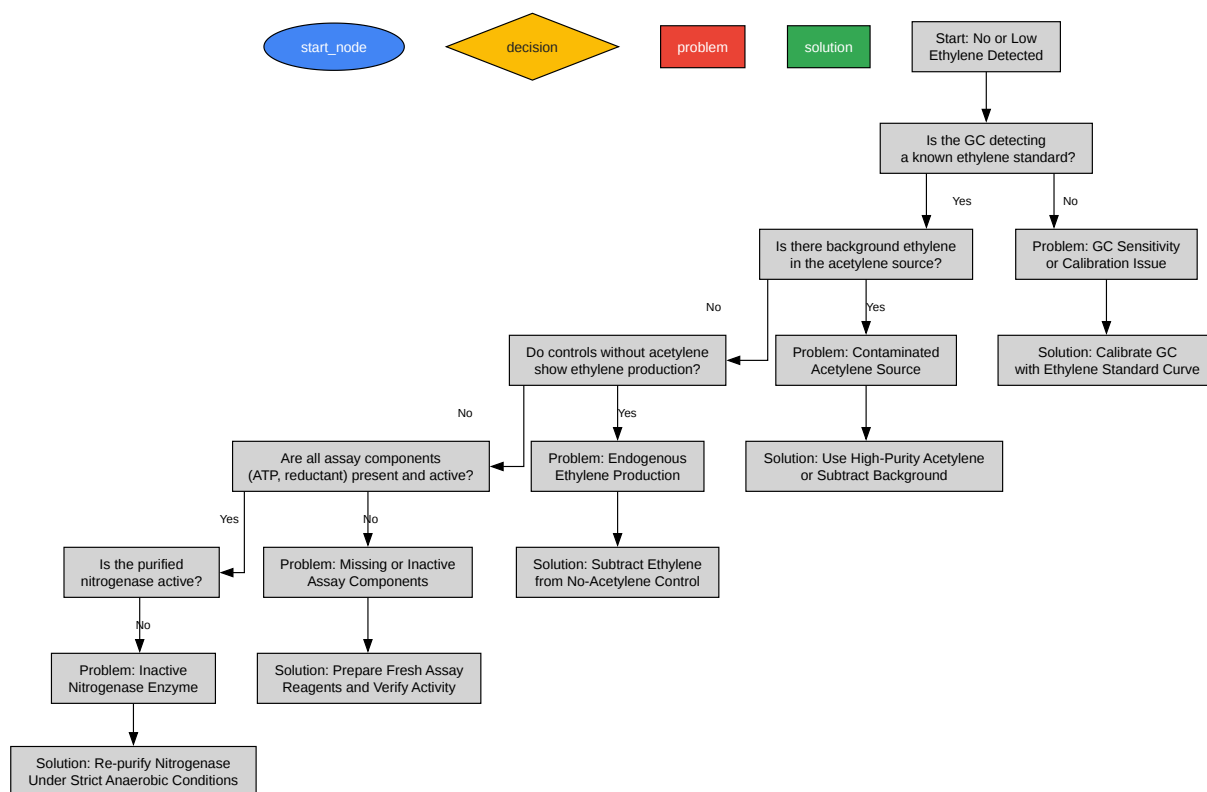 start_node
decision
problem
solution
Start: No or Low
Ethylene Detected
Is the GC detecting
a known ethylene standard?
Yes
No
Is there background ethylene
in the acetylene source?
Problem: GC Sensitivity
or Calibration Issue
No
Yes
Do controls without acetylene
show ethylene production?
Problem: Contaminated
Acetylene Source
Solution: Calibrate GC
with Ethylene Standard Curve
No
Yes
Are all assay components
(ATP, reductant) present and active?
Problem: Endogenous
Ethylene Production
Solution: Use High-Purity Acetylene
or Subtract Background
Yes
No
Is the purified
nitrogenase active?
Problem: Missing or Inactive
Assay Components
Solution: Subtract Ethylene
from No-Acetylene Control
No
Problem: Inactive
Nitrogenase Enzyme
Solution: Prepare Fresh Assay
Reagents and Verify Activity
Solution: Re-purify Nitrogenase
Under Strict Anaerobic Conditions